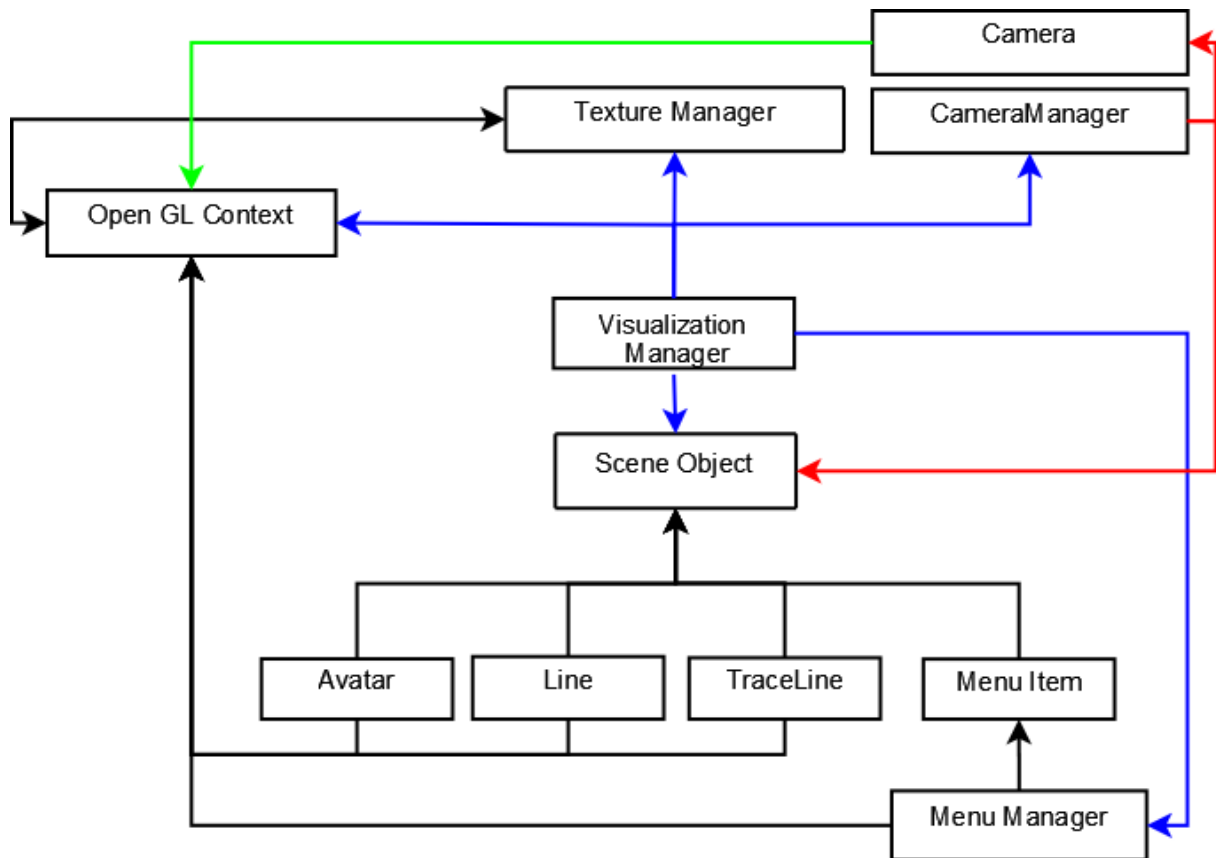 Camera
Texture Manager
CameraManager
Open GL Context
Visualization
Manager
Scene Object
Avatar
Line
TraceLine
Menu Item
Menu Manager